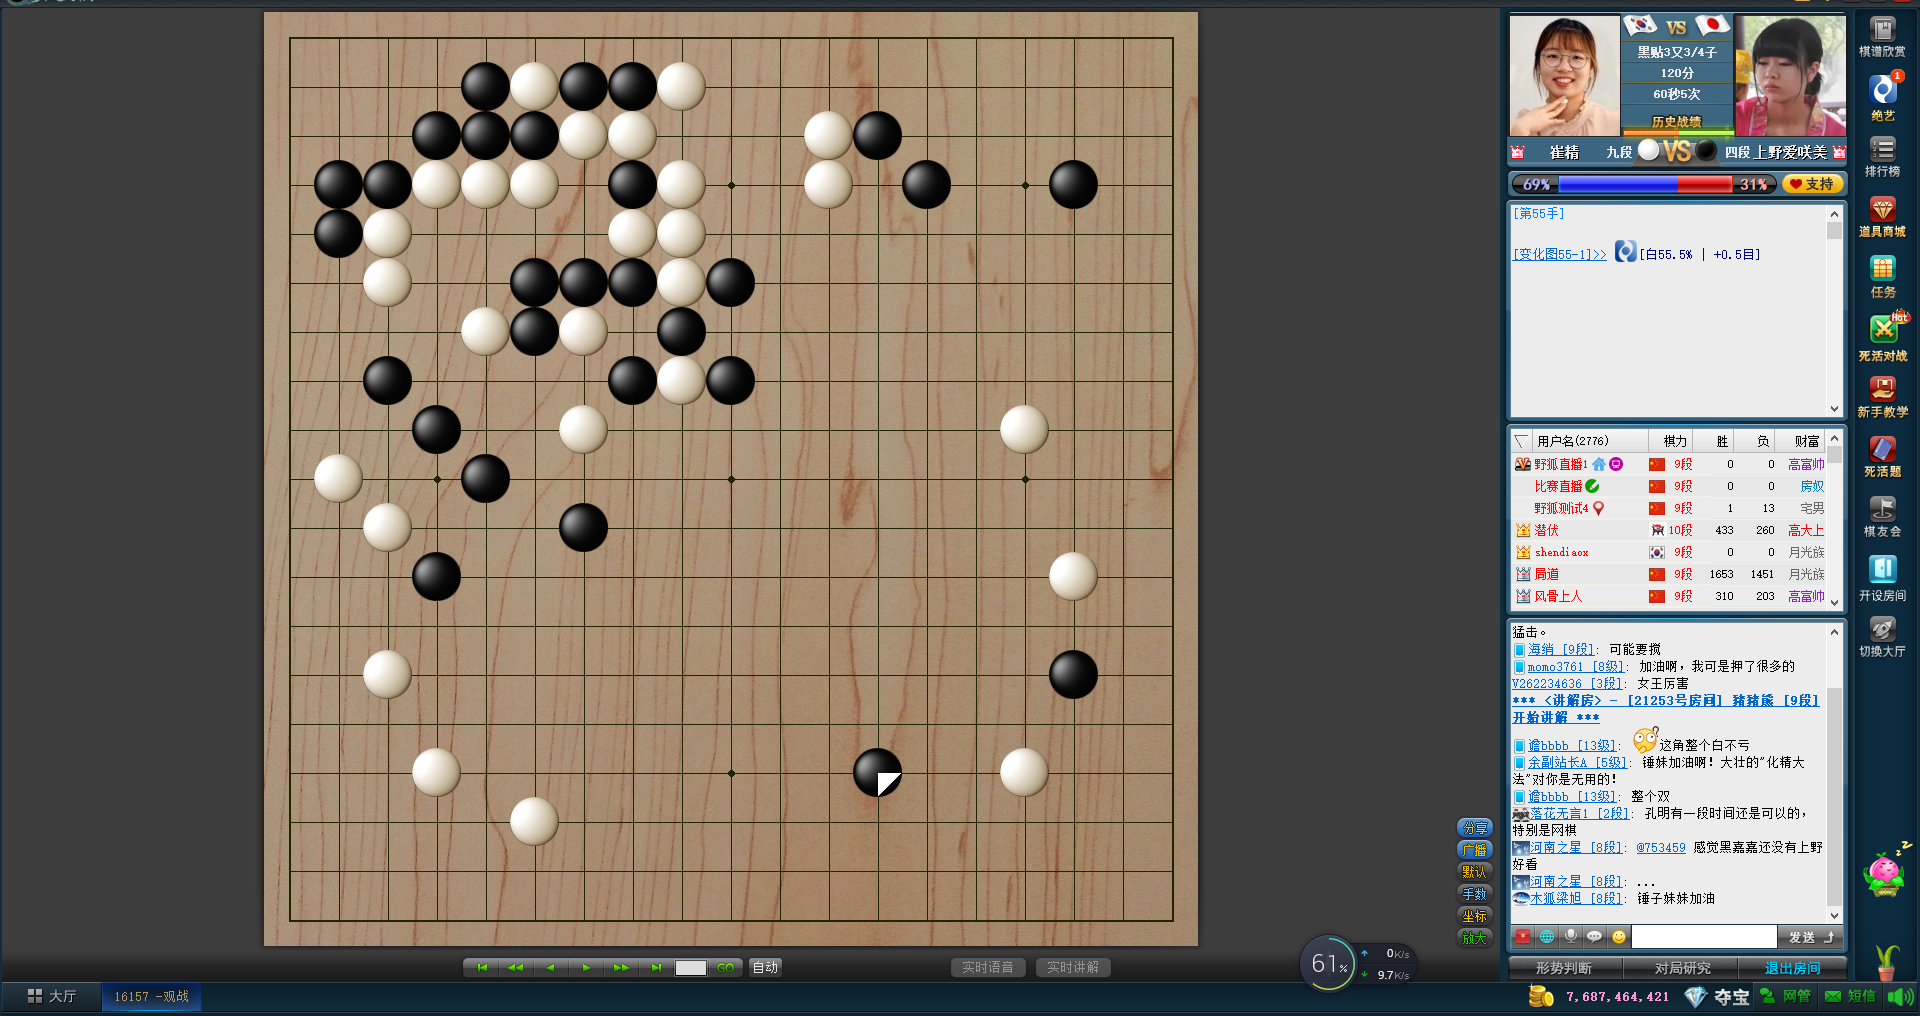 VS
黑贴3又3/4子
120分
60秒5次
历史战绩
崔精 九段 VS 四段 上野爱咲美
69% 31% 支持
[第55手]
[变化图55-1]>> [白55.5% | +0.5目]
用户名(2776) 棋力 胜 负 财富
野狐直播1 9段 0 0 高富帅
比赛直播 9段 0 0 房奴
野狐测试4 9段 1 13 宅男
潜伏 10段 433 260 高大上
shendiaox 9段 0 0 月光族
局道 9段 1653 1451 月光族
风骨上人 9段 310 203 高富帅
猛击。
海绡 [9段]: 可能要搅
momo3761 [8级]: 加油啊，我可是押了很多的
V262234636 [3段]: 女王厉害
*** <讲解房> - [21253号房间] 猪猪熊 [9段]
开始讲解 ***
谵bbbb [13级]: 这角整个白不亏
余副站长A [5级]: 锤妹加油啊! 大壮的"化精大
法"对你是无用的!
谵bbbb [13级]: 整个双
落花无言1 [2段]: 孔明有一段时间还是可以的,
特别是网棋
河南之星 [8段]: @753459 感觉黑嘉嘉还没有上野
好看
河南之星 [8段]: ...
木狐梁旭 [8段]: 锤子妹妹加油
发送
形势判断 对局研究 退出房间
棋谱欣赏
1
绝艺
排行榜
道具商城
任务
Hot
死活对战
新手教学
死活题
棋友会
开设房间
切换大厅
分享
广播
默认
手数
坐标
放大
GO 自动 实时语音 实时讲解
61% 0K/s
9.7K/s
大厅 16157 -观战
7,687,464,421 夺宝 网管 短信